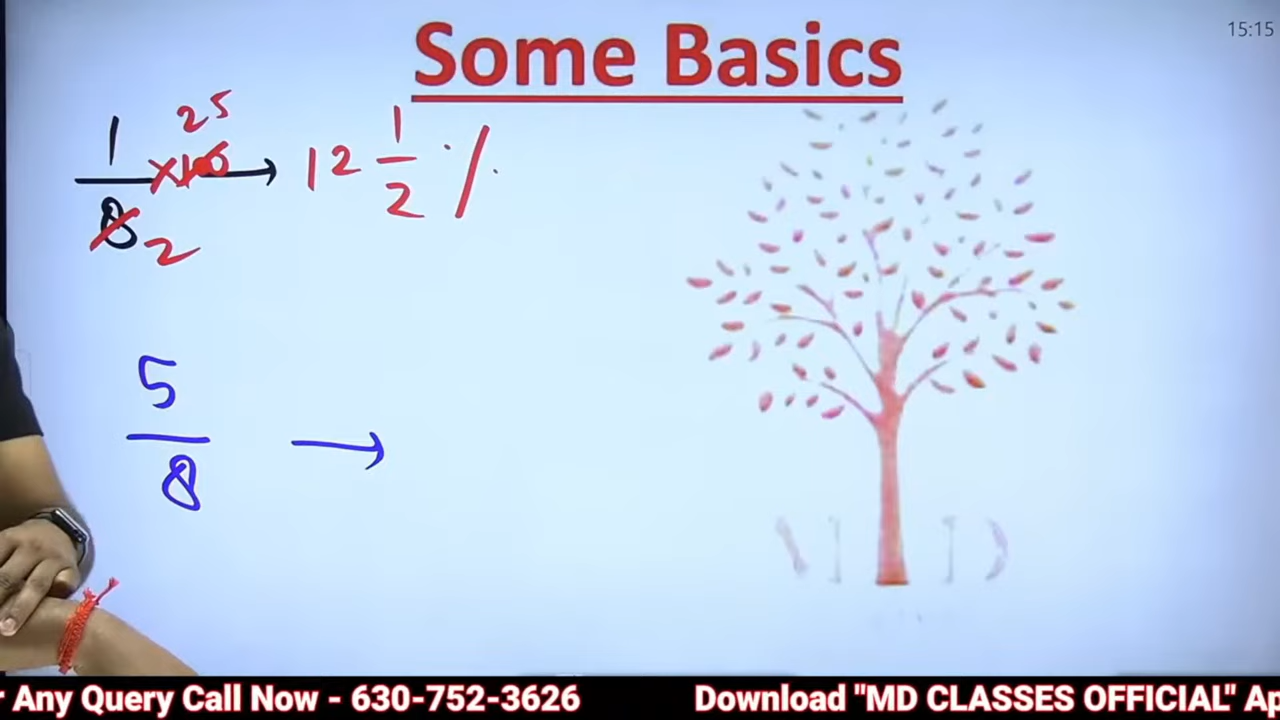 15:15
Some Basics
25
1
×100 → 12 1/2 %
8 2
5
→
8
r Any Query Call Now - 630-752-3626 Download "MD CLASSES OFFICIAL" Ap